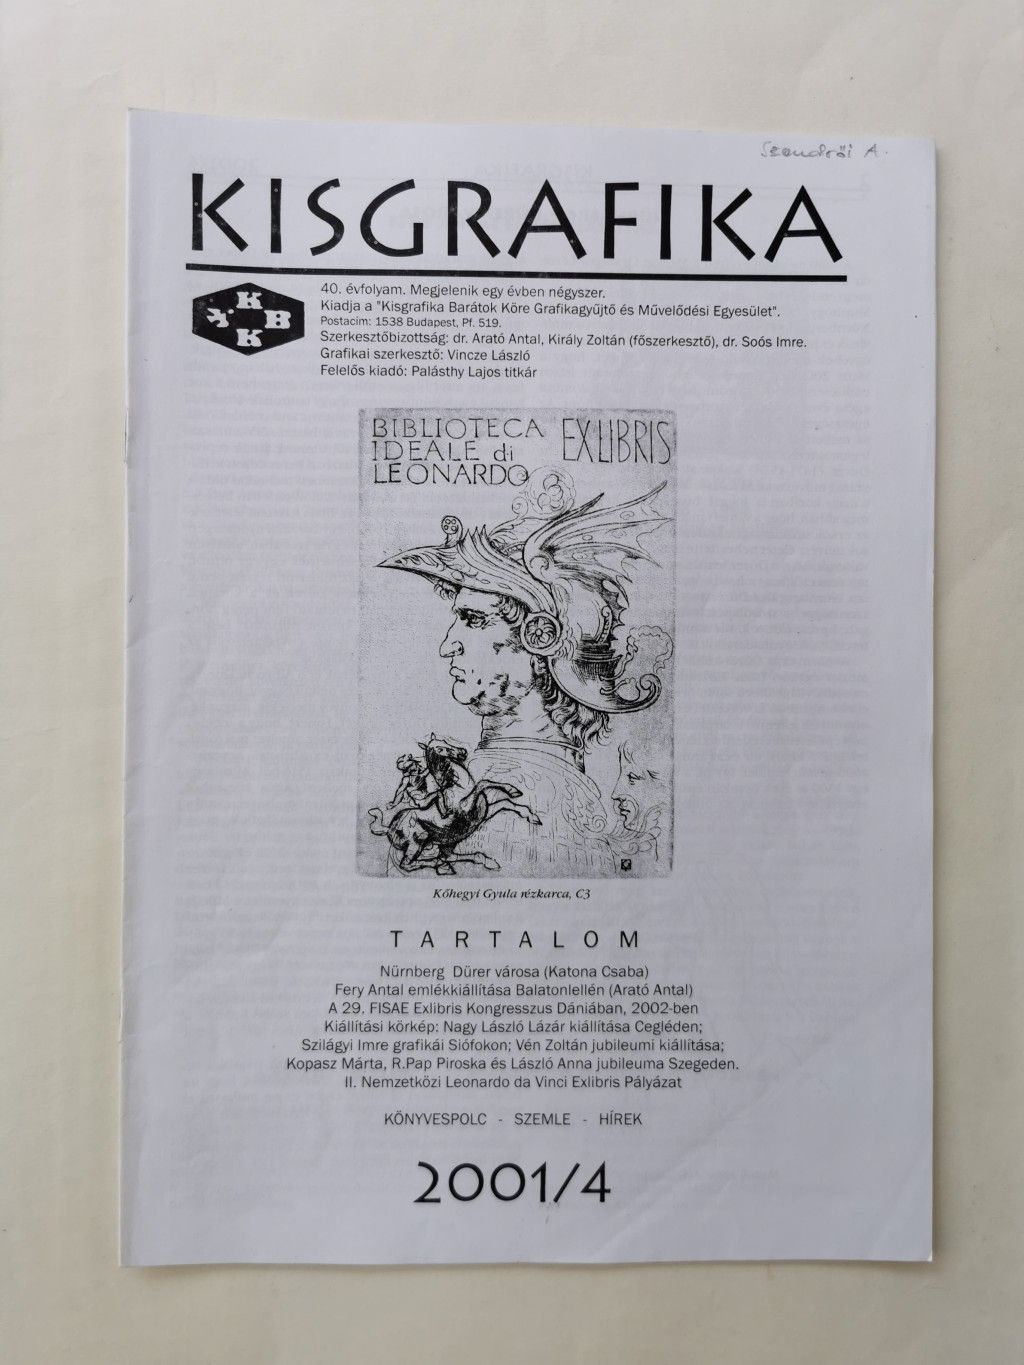 Szendrői A.
KISGRAFIKA
K
K B
K
40. évfolyam. Megjelenik egy évben négyszer.
Kiadja a "Kisgrafika Barátok Köre Grafikagyűjtő és Művelődési Egyesület".
Postacím: 1538 Budapest, Pf. 519.
Szerkesztőbizottság: dr. Arató Antal, Király Zoltán (főszerkesztő), dr. Soós Imre.
Grafikai szerkesztő: Vincze László
Felelős kiadó: Palásthy Lajos titkár
BIBLIOTECA EX LIBRIS
IDEALE di
LEONARDO
Kőhegyi Gyula rézkarca, C3
TARTALOM
Nürnberg Dürer városa (Katona Csaba)
Fery Antal emlékkiállítása Balatonlellén (Arató Antal)
A 29. FISAE Exlibris Kongresszus Dániában, 2002-ben
Kiállítási körkép: Nagy László Lázár kiállítása Cegléden;
Szilágyi Imre grafikái Siófokon; Vén Zoltán jubileumi kiállítása;
Kopasz Márta, R.Pap Piroska és László Anna jubileuma Szegeden.
II. Nemzetközi Leonardo da Vinci Exlibris Pályázat
KÖNYVESPOLC - SZEMLE - HÍREK
2001/4